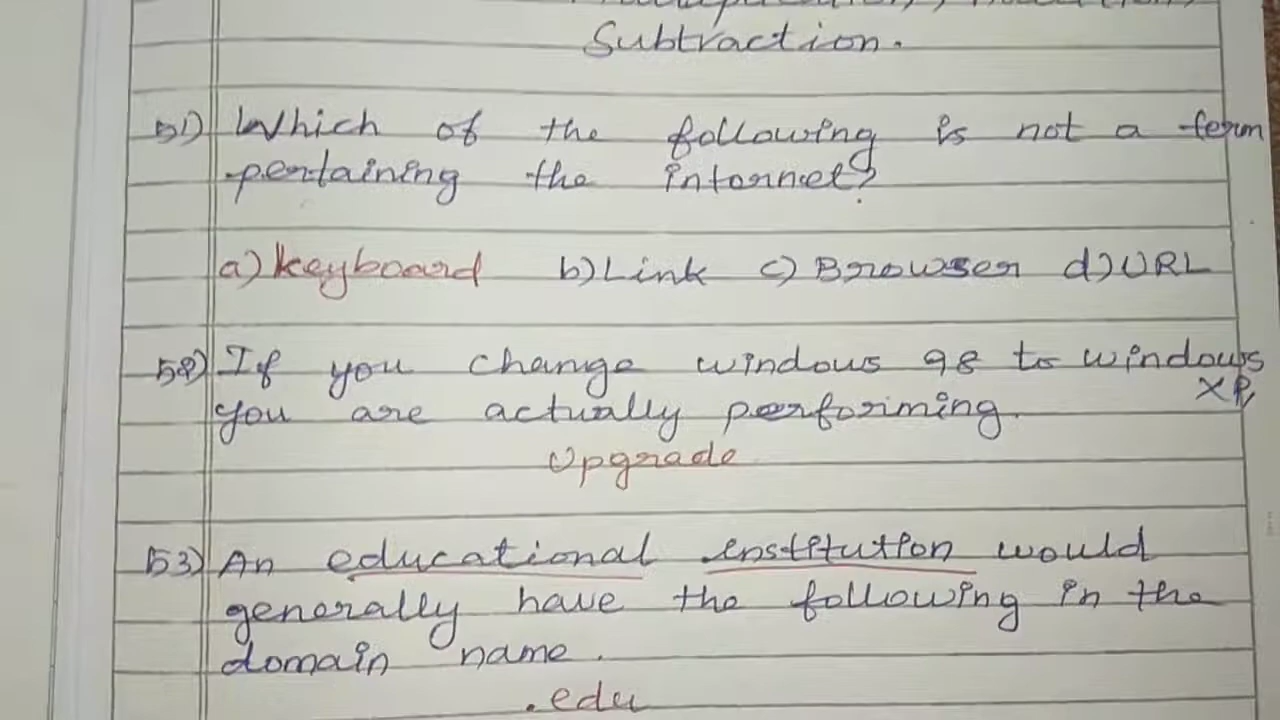 Subtraction.
51) Which of the following is not a term
pertaining the internet?
a) keyboard b) Link c) Browser d) URL
52) If you change windows 98 to windows
XP,
you are actually performing.
Upgrade
53) An educational institution would
generally have the following in the
domain name.
.edu